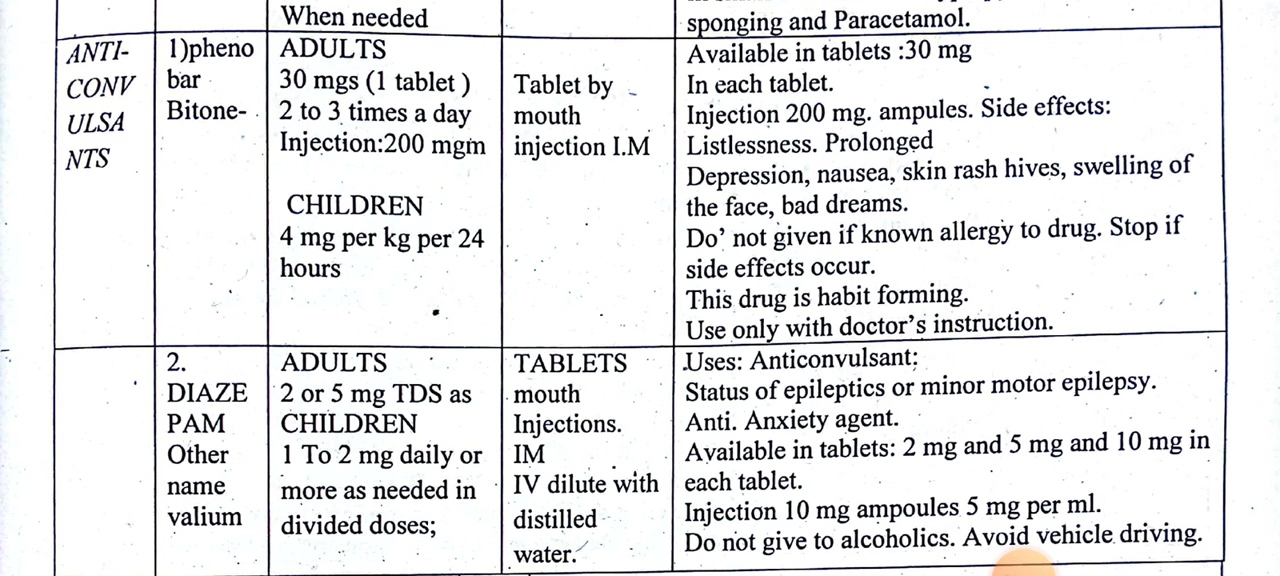 When needed
sponging and Paracetamol.
ANTI-
CONV
ULSA
NTS
1)pheno
bar
Bitone-
ADULTS
30 mgs (1 tablet )
2 to 3 times a day
Injection:200 mgm
CHILDREN
4 mg per kg per 24
hours
Tablet by
mouth
injection I.M
Available in tablets :30 mg
In each tablet.
Injection 200 mg. ampules. Side effects:
Listlessness. Prolonged
Depression, nausea, skin rash hives, swelling of
the face, bad dreams.
Do' not given if known allergy to drug. Stop if
side effects occur.
This drug is habit forming.
Use only with doctor's instruction.
2.
DIAZE
PAM
Other
name
valium
ADULTS
2 or 5 mg TDS as
CHILDREN
1 To 2 mg daily or
more as needed in
divided doses;
TABLETS
mouth
Injections.
IM
IV dilute with
distilled
water.
Uses: Anticonvulsant:
Status of epileptics or minor motor epilepsy.
Anti. Anxiety agent.
Available in tablets: 2 mg and 5 mg and 10 mg in
each tablet.
Injection 10 mg ampoules 5 mg per ml.
Do not give to alcoholics. Avoid vehicle driving.